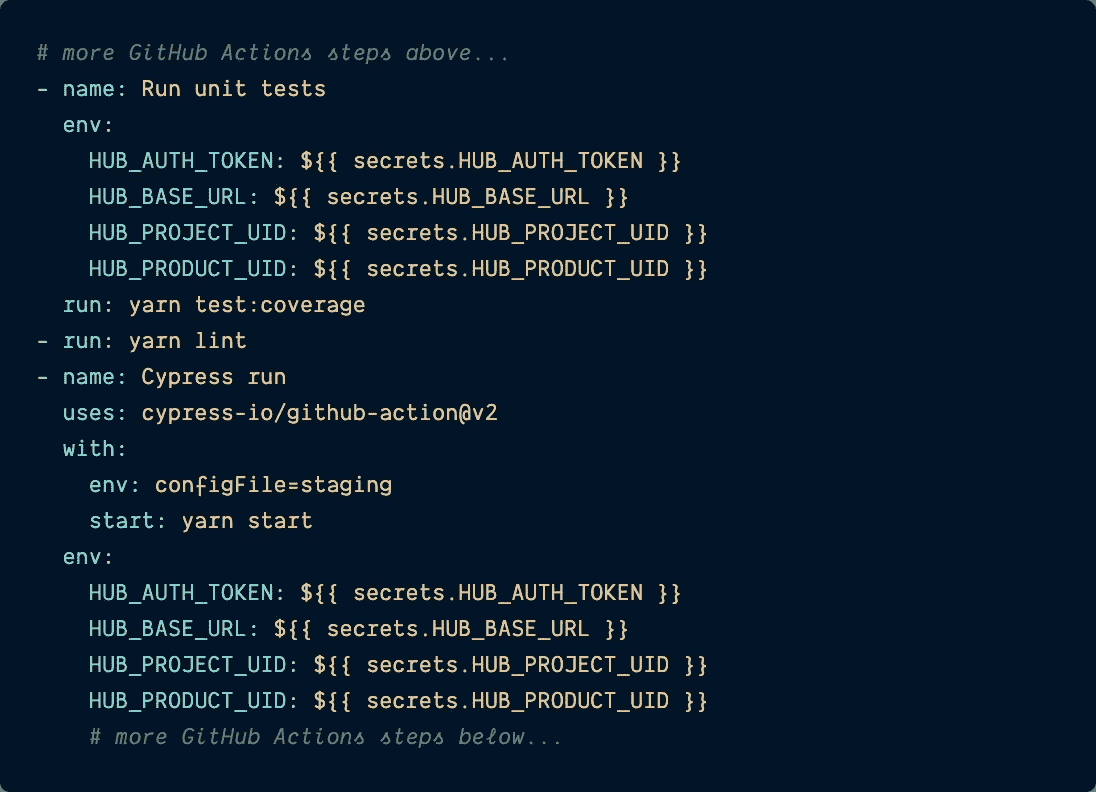 # more GitHub Actions steps above...
- name: Run unit tests
  env:
    HUB_AUTH_TOKEN: ${{ secrets.HUB_AUTH_TOKEN }}
    HUB_BASE_URL: ${{ secrets.HUB_BASE_URL }}
    HUB_PROJECT_UID: ${{ secrets.HUB_PROJECT_UID }}
    HUB_PRODUCT_UID: ${{ secrets.HUB_PRODUCT_UID }}
  run: yarn test:coverage
- run: yarn lint
- name: Cypress run
  uses: cypress-io/github-action@v2
  with:
    env: configFile=staging
    start: yarn start
  env:
    HUB_AUTH_TOKEN: ${{ secrets.HUB_AUTH_TOKEN }}
    HUB_BASE_URL: ${{ secrets.HUB_BASE_URL }}
    HUB_PROJECT_UID: ${{ secrets.HUB_PROJECT_UID }}
    HUB_PRODUCT_UID: ${{ secrets.HUB_PRODUCT_UID }}
    # more GitHub Actions steps below...